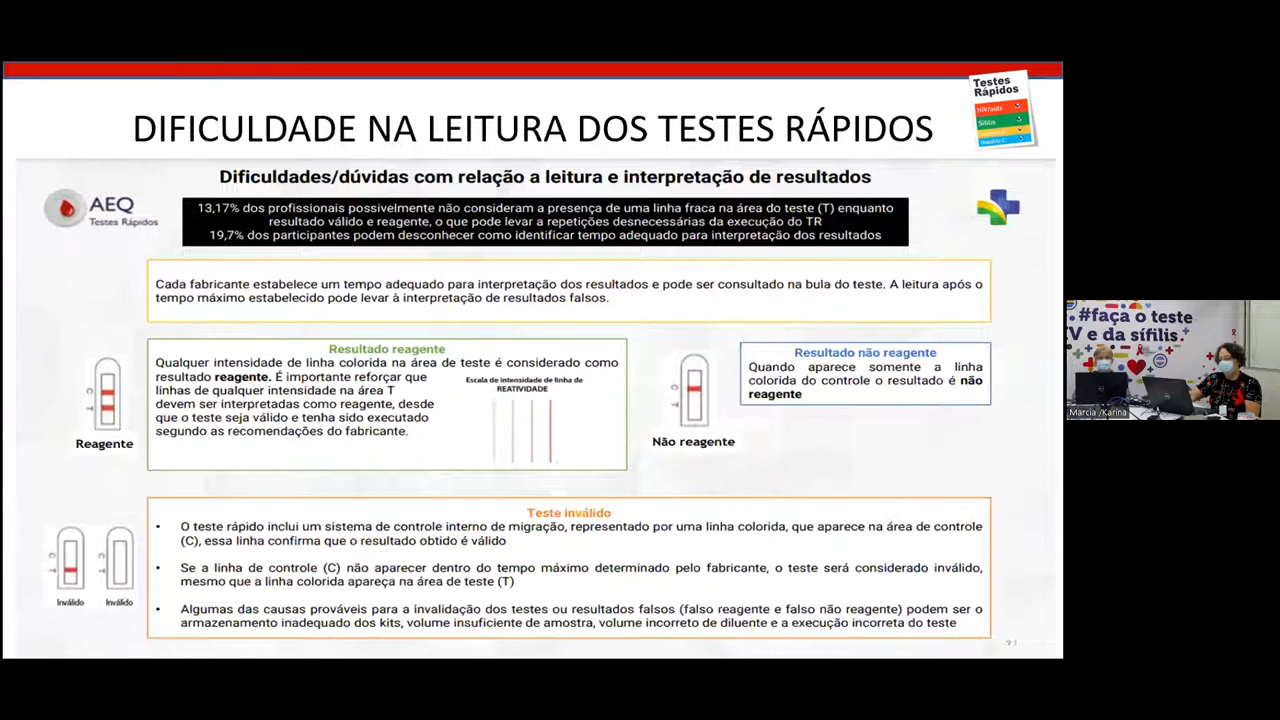 Testes
Rápidos
HIV/aids
Sífilis
DIFICULDADE NA LEITURA DOS TESTES RÁPIDOS
Dificuldades/dúvidas com relação a leitura e interpretação de resultados
AEQ
Testes Rápidos
13,17% dos profissionais possivelmente não consideram a presença de uma linha fraca na área do teste (T) enquanto
resultado válido e reagente, o que pode levar a repetições desnecessárias da execução do TR
19,7% dos participantes podem desconhecer como identificar tempo adequado para interpretação dos resultados
Cada fabricante estabelece um tempo adequado para interpretação dos resultados e pode ser consultado na bula do teste. A leitura após o
tempo máximo estabelecido pode levar à interpretação de resultados falsos.
C
T
Reagente
Resultado reagente
Qualquer intensidade de linha colorida na área de teste é considerado como
resultado reagente. É importante reforçar que
linhas de qualquer intensidade na área T
devem ser interpretadas como reagente, desde
que o teste seja válido e tenha sido executado
segundo as recomendações do fabricante.
Escala de intensidade de linha de
REATIVIDADE
C
T
Não reagente
Resultado não reagente
Quando aparece somente a linha
colorida do controle o resultado é não
reagente
#faça o teste
V e da sífilis.
Marcia /Karina
C
T
Inválido
C
T
Inválido
Teste inválido
• O teste rápido inclui um sistema de controle interno de migração, representado por uma linha colorida, que aparece na área de controle
(C), essa linha confirma que o resultado obtido é válido
• Se a linha de controle (C) não aparecer dentro do tempo máximo determinado pelo fabricante, o teste será considerado inválido,
mesmo que a linha colorida apareça na área de teste (T)
• Algumas das causas prováveis para a invalidação dos testes ou resultados falsos (falso reagente e falso não reagente) podem ser o
armazenamento inadequado dos kits, volume insuficiente de amostra, volume incorreto de diluente e a execução incorreta do teste